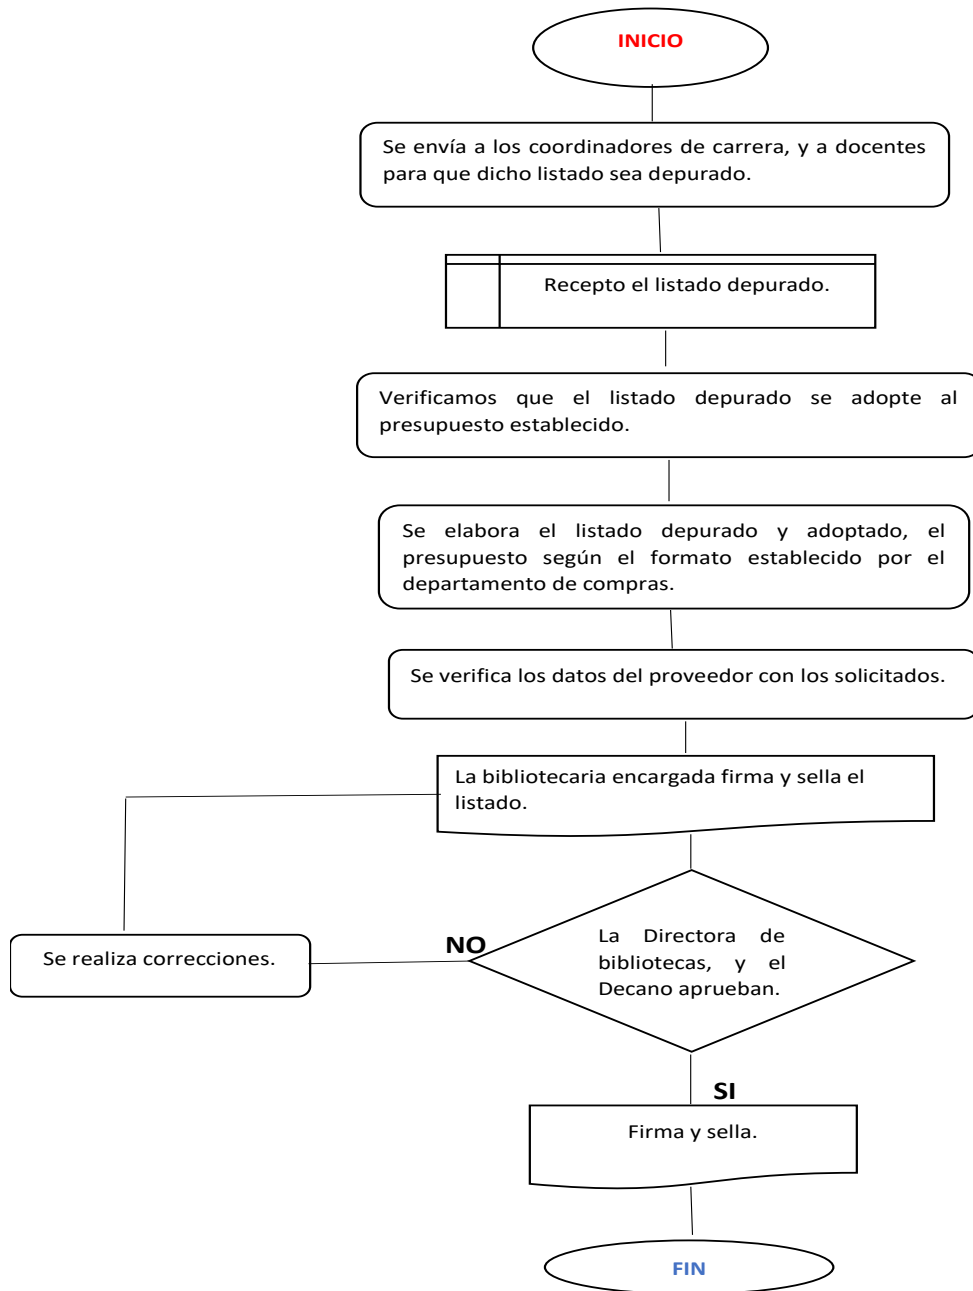 INICIO
Se envía a los coordinadores de carrera, y a docentes
para que dicho listado sea depurado.
Recepto el listado depurado.
Verificamos que el listado depurado se adopte al
presupuesto establecido.
Se elabora el listado depurado y adoptado, el
presupuesto según el formato establecido por el
departamento de compras.
Se verifica los datos del proveedor con los solicitados.
La bibliotecaria encargada firma y sella el
listado.
La Directora de
bibliotecas, y el
Decano aprueban.
NO
Se realiza correcciones.
SI
Firma y sella.
FIN